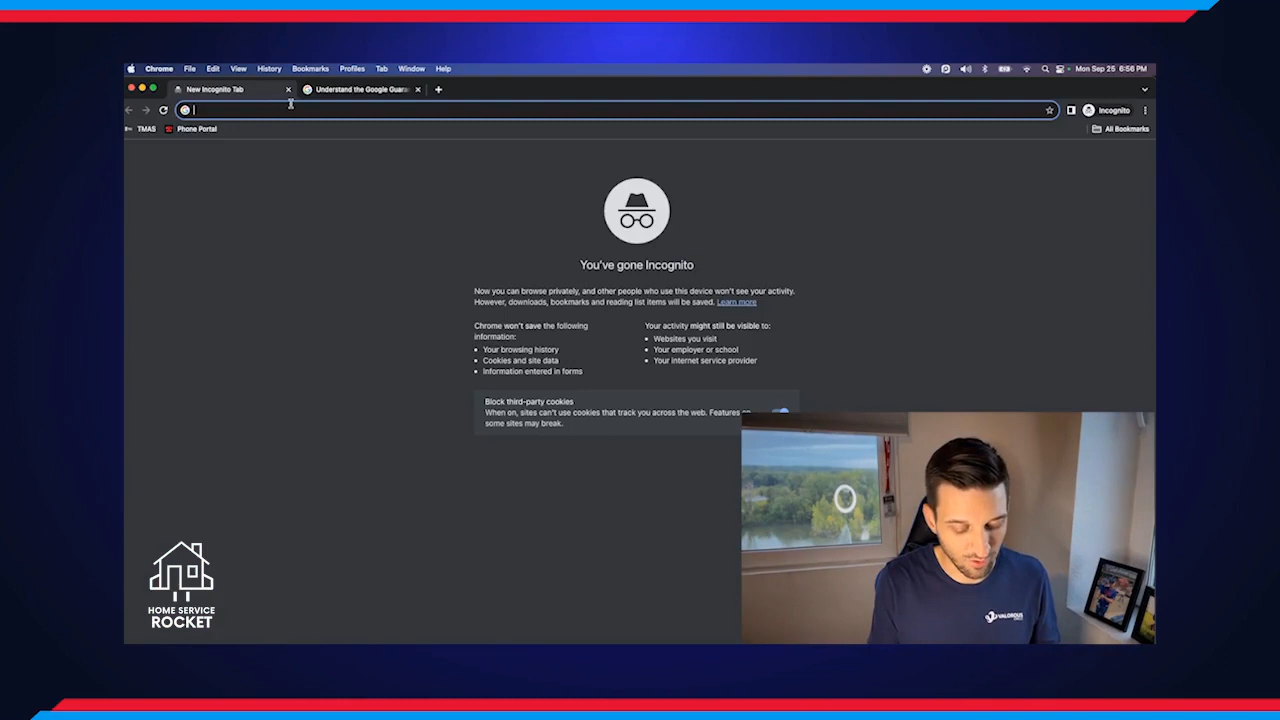 Chrome File Edit View History Bookmarks Profiles Tab Window Help Mon Sep 25 6:56 PM
New Incognito Tab Understand the Google Guara
Incognito
TMAS Phone Portal All Bookmarks
You've gone Incognito
Now you can browse privately, and other people who use this device won't see your activity.
However, downloads, bookmarks and reading list items will be saved. Learn more
Chrome won't save the following
information:
Your browsing history
Cookies and site data
Information entered in forms
Your activity might still be visible to:
Websites you visit
Your employer or school
Your internet service provider
Block third-party cookies
When on, sites can't use cookies that track you across the web. Features on
some sites may break.
VALOROUS
HOME SERVICE
ROCKET